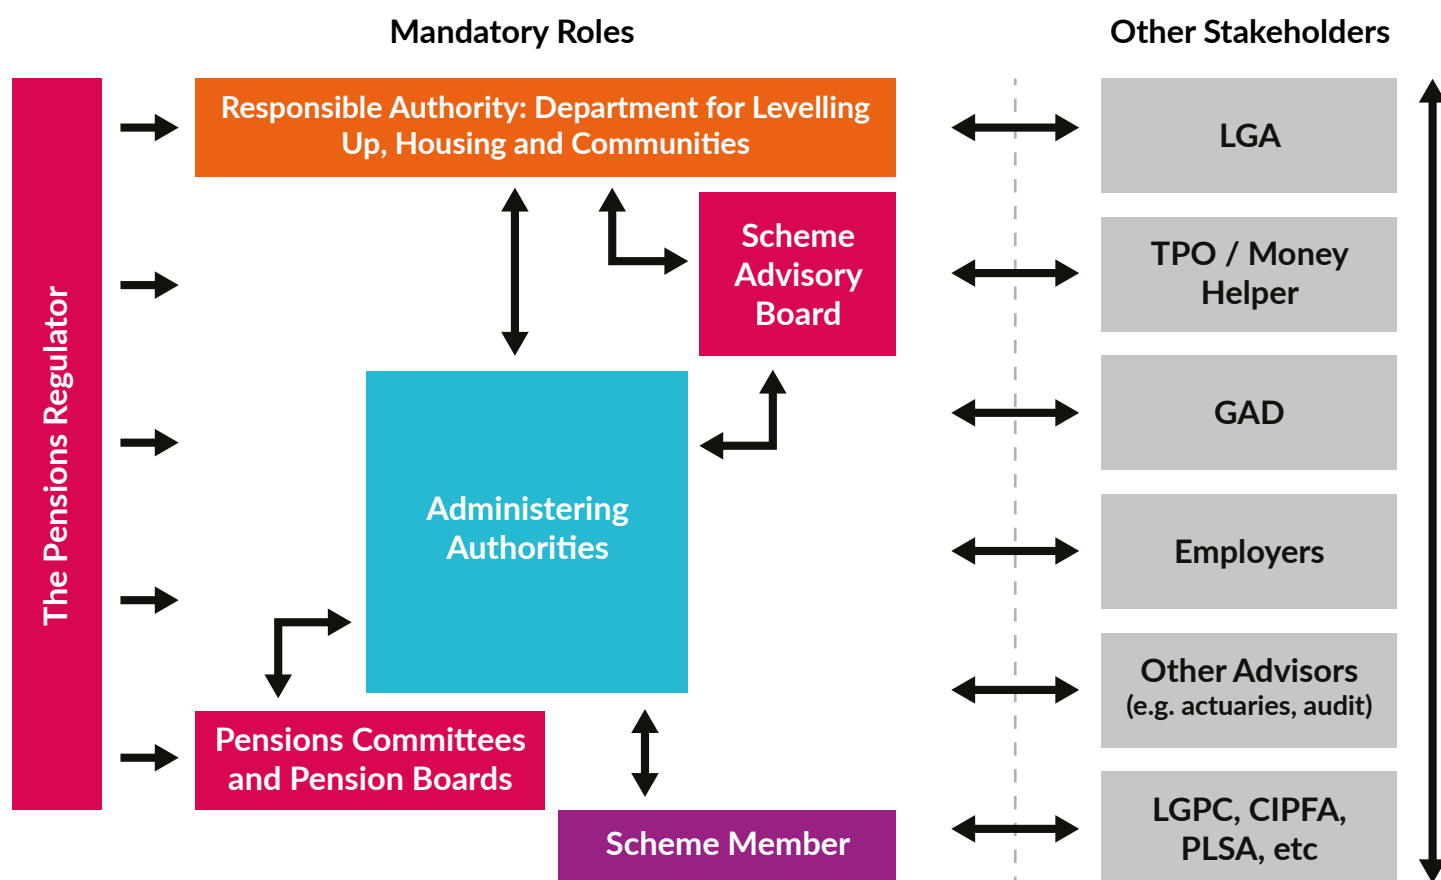 Mandatory Roles
Other Stakeholders
The Pensions Regulator
Responsible Authority: Department for Levelling
Up, Housing and Communities
Scheme
Advisory
Board
Administering
Authorities
Pensions Committees
and Pension Boards
Scheme Member
LGA
TPO / Money
Helper
GAD
Employers
Other Advisors
(e.g. actuaries, audit)
LGPC, CIPFA,
PLSA, etc